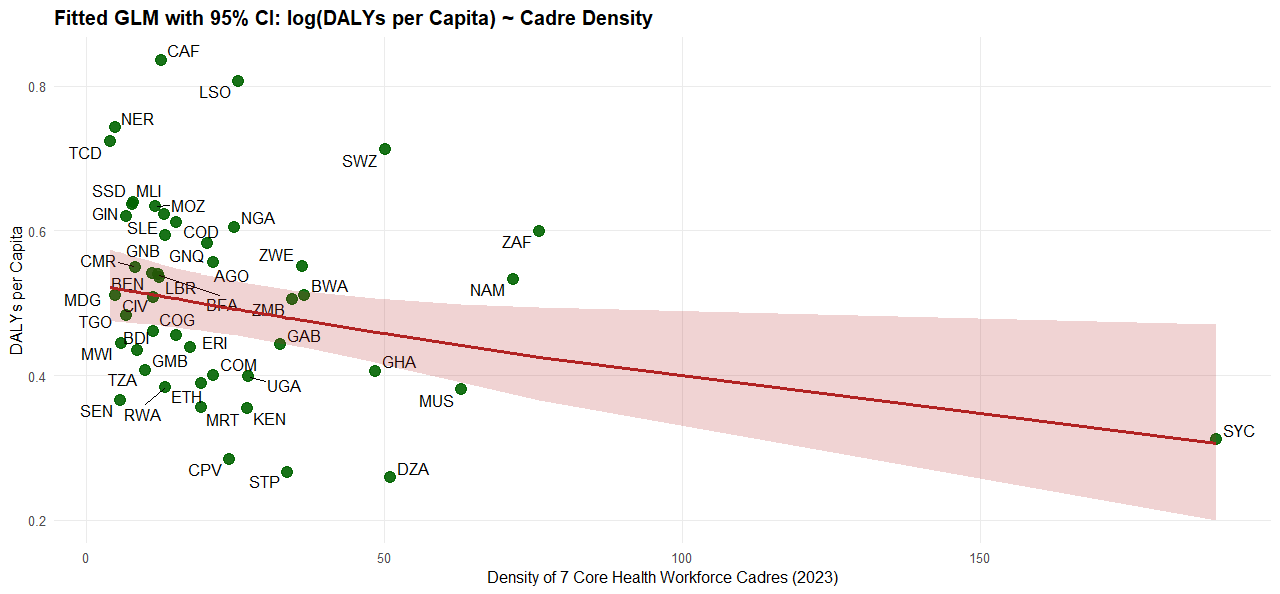 Fitted GLM with 95% CI: log(DALYs per Capita) ~ Cadre Density
CAF
0.8
LSO
NER
TCD
SWZ
SSD MLI
MOZ
GIN
NGA
SLE
COD
0.6
ZAF
GNB
GNQ
ZWE
CMR
AGO
BEN
LBR
BWA
NAM
MDG
CIV
BFA
ZMB
TGO
COG
BDI
ERI
GAB
MWI
GMB
COM
GHA
TZA
UGA
0.4
ETH
MUS
SEN
RWA
MRT
KEN
SYC
CPV
STP
DZA
0.2
0
50
100
150
Density of 7 Core Health Workforce Cadres (2023)
DALYs per Capita